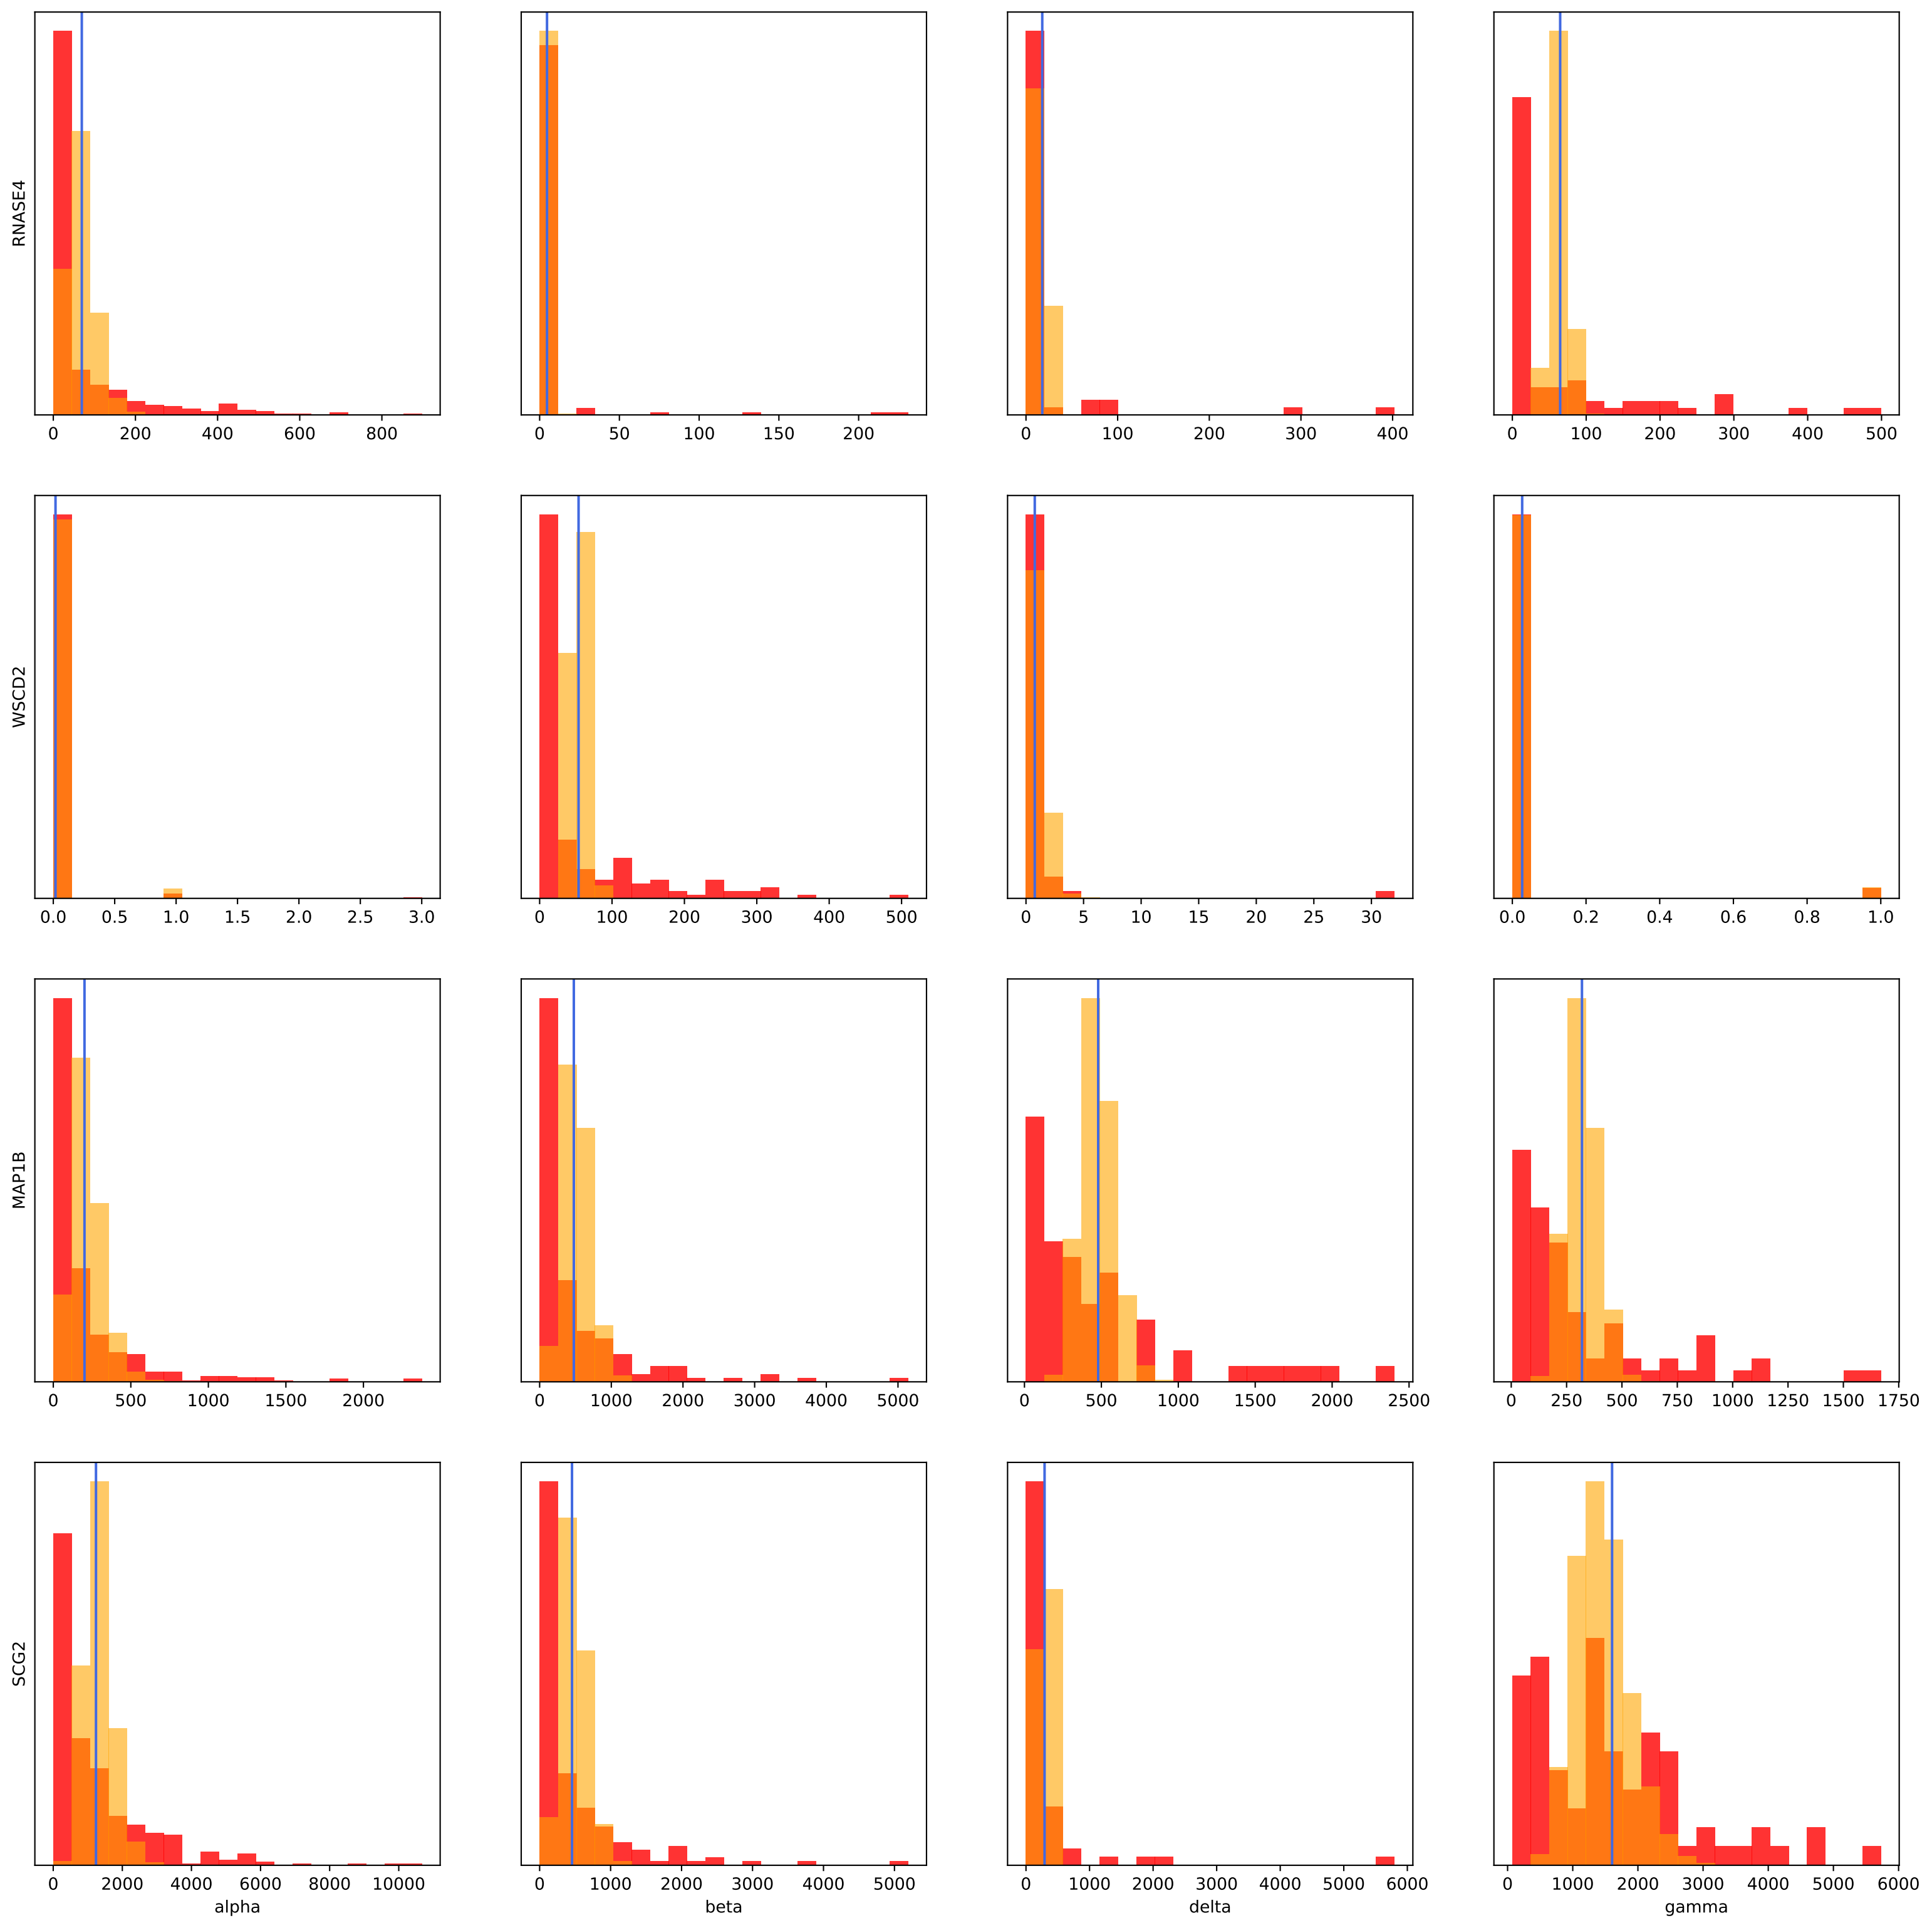 RNASE4
0 200 400 600 800
0 50 100 150 200
0 100 200 300 400
0 100 200 300 400 500
WSCD2
0.0 0.5 1.0 1.5 2.0 2.5 3.0
0 100 200 300 400 500
0 5 10 15 20 25 30
0.0 0.2 0.4 0.6 0.8 1.0
MAP1B
0 500 1000 1500 2000
0 1000 2000 3000 4000 5000
0 500 1000 1500 2000 2500
0 250 500 750 1000 1250 1500 1750
SCG2
0 2000 4000 6000 8000 10000
alpha
0 1000 2000 3000 4000 5000
beta
0 1000 2000 3000 4000 5000 6000
delta
0 1000 2000 3000 4000 5000 6000
gamma